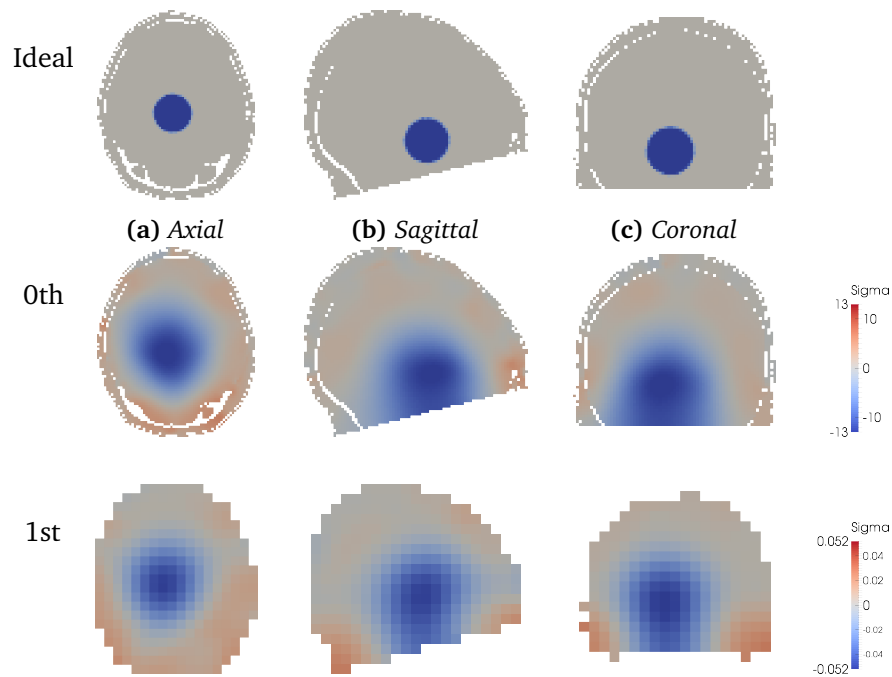 Ideal
(a) Axial (b) Sagittal (c) Coronal
0th
Sigma
13
10
0
-10
-13
1st
Sigma
0.052
0.04
0.02
0
-0.02
-0.04
-0.052